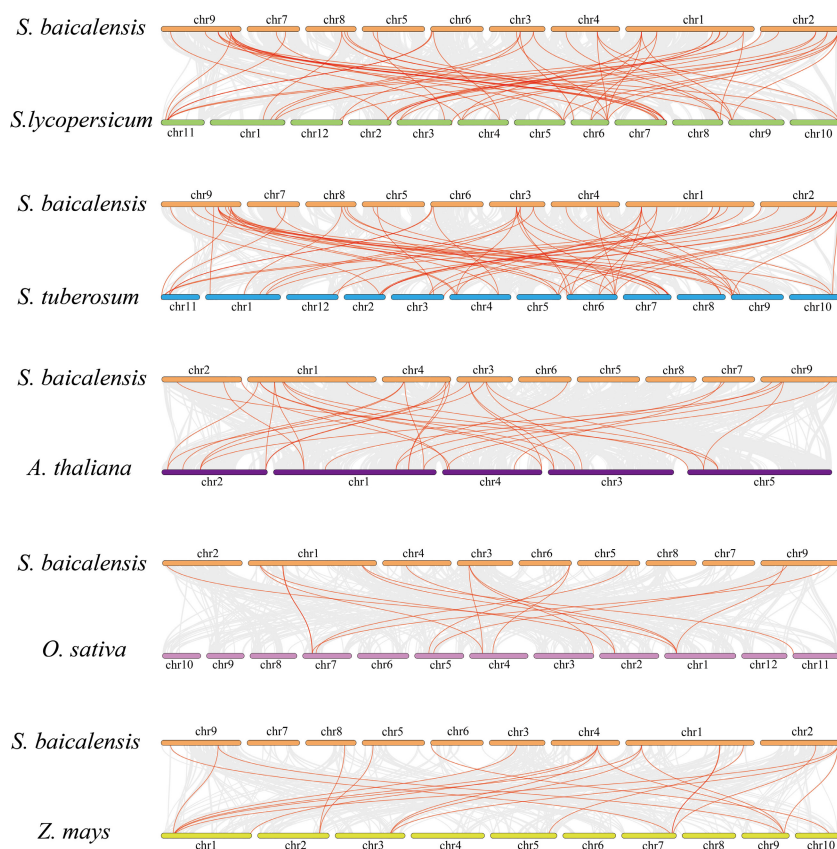 chr9 chr7 chr8 chr5 chr6 chr3 chr4 chr1 chr2
S. baicalensis
S.lycopersicum
chr11 chr1 chr12 chr2 chr3 chr4 chr5 chr6 chr7 chr8 chr9 chr10
chr9 chr7 chr8 chr5 chr6 chr3 chr4 chr1 chr2
S. baicalensis
S. tuberosum
chr11 chr1 chr12 chr2 chr3 chr4 chr5 chr6 chr7 chr8 chr9 chr10
chr2 chr1 chr4 chr3 chr6 chr5 chr8 chr7 chr9
S. baicalensis
A. thaliana
chr2 chr1 chr4 chr3 chr5
chr2 chr1 chr4 chr3 chr6 chr5 chr8 chr7 chr9
S. baicalensis
O. sativa
chr10 chr9 chr8 chr7 chr6 chr5 chr4 chr3 chr2 chr1 chr12 chr11
chr9 chr7 chr8 chr5 chr6 chr3 chr4 chr1 chr2
S. baicalensis
Z. mays
chr1 chr2 chr3 chr4 chr5 chr6 chr7 chr8 chr9 chr10